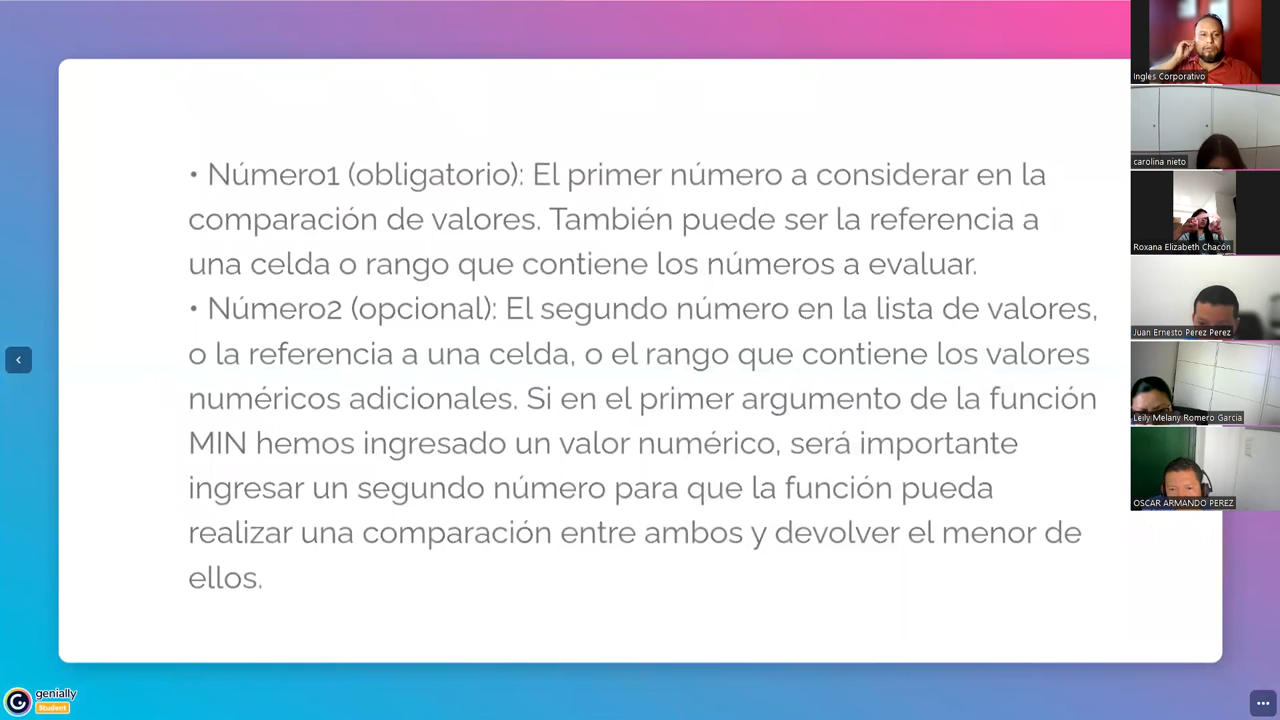 • Número1 (obligatorio): El primer número a considerar en la
comparación de valores. También puede ser la referencia a
una celda o rango que contiene los números a evaluar.
• Número2 (opcional): El segundo número en la lista de valores,
o la referencia a una celda, o el rango que contiene los valores
numéricos adicionales. Si en el primer argumento de la función
MIN hemos ingresado un valor numérico, será importante
ingresar un segundo número para que la función pueda
realizar una comparación entre ambos y devolver el menor de
ellos.
Ingles Corporativo
carolina nieto
Roxana Elizabeth Chacón
Juan Ernesto Perez Perez
Leily Melany Romero Garcia
OSCAR ARMANDO PEREZ
genially
Student